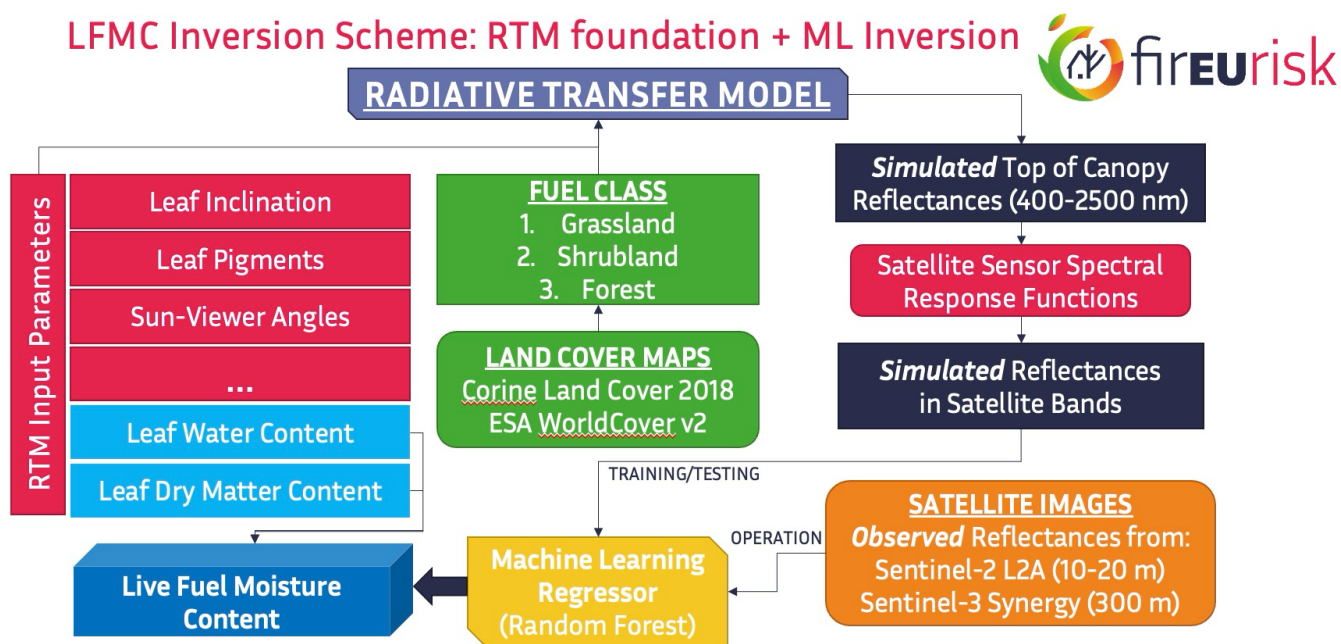 LFMC Inversion Scheme: RTM foundation + ML Inversion
firEUrisk
RADIATIVE TRANSFER MODEL
RTM Input Parameters
Leaf Inclination
Leaf Pigments
Sun-Viewer Angles
...
Leaf Water Content
Leaf Dry Matter Content
FUEL CLASS
1. Grassland
2. Shrubland
3. Forest
LAND COVER MAPS
Corine Land Cover 2018
ESA WorldCover v2
Simulated Top of Canopy
Reflectances (400-2500 nm)
Satellite Sensor Spectral
Response Functions
Simulated Reflectances
in Satellite Bands
TRAINING/TESTING
SATELLITE IMAGES
Observed Reflectances from:
Sentinel-2 L2A (10-20 m)
Sentinel-3 Synergy (300 m)
OPERATION
Machine Learning
Regressor
(Random Forest)
Live Fuel Moisture
Content